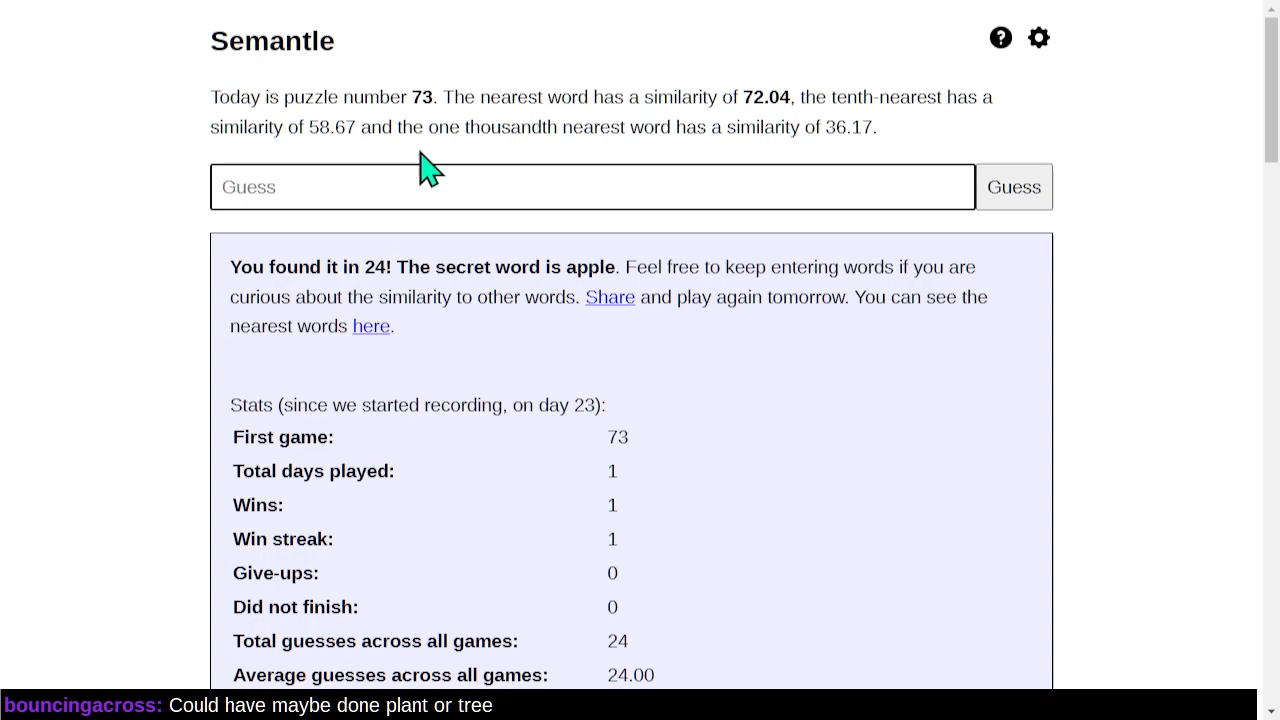 Semantle
Today is puzzle number 73. The nearest word has a similarity of 72.04, the tenth-nearest has a
similarity of 58.67 and the one thousandth nearest word has a similarity of 36.17.
Guess
Guess
You found it in 24! The secret word is apple. Feel free to keep entering words if you are
curious about the similarity to other words. Share and play again tomorrow. You can see the
nearest words here.
Stats (since we started recording, on day 23):
First game: 73
Total days played: 1
Wins: 1
Win streak: 1
Give-ups: 0
Did not finish: 0
Total guesses across all games: 24
Average guesses across all games: 24.00
bouncingacross: Could have maybe done plant or tree